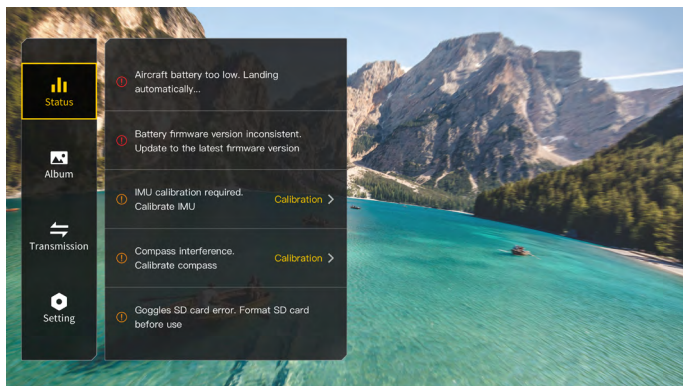 Status
Album
Transmission
Setting
Aircraft battery too low. Landing
automatically...
Battery firmware version inconsistent.
Update to the latest firmware version
IMU calibration required.
Calibrate IMU
Calibration
Compass interference.
Calibrate compass
Calibration
Goggles SD card error. Format SD card
before use